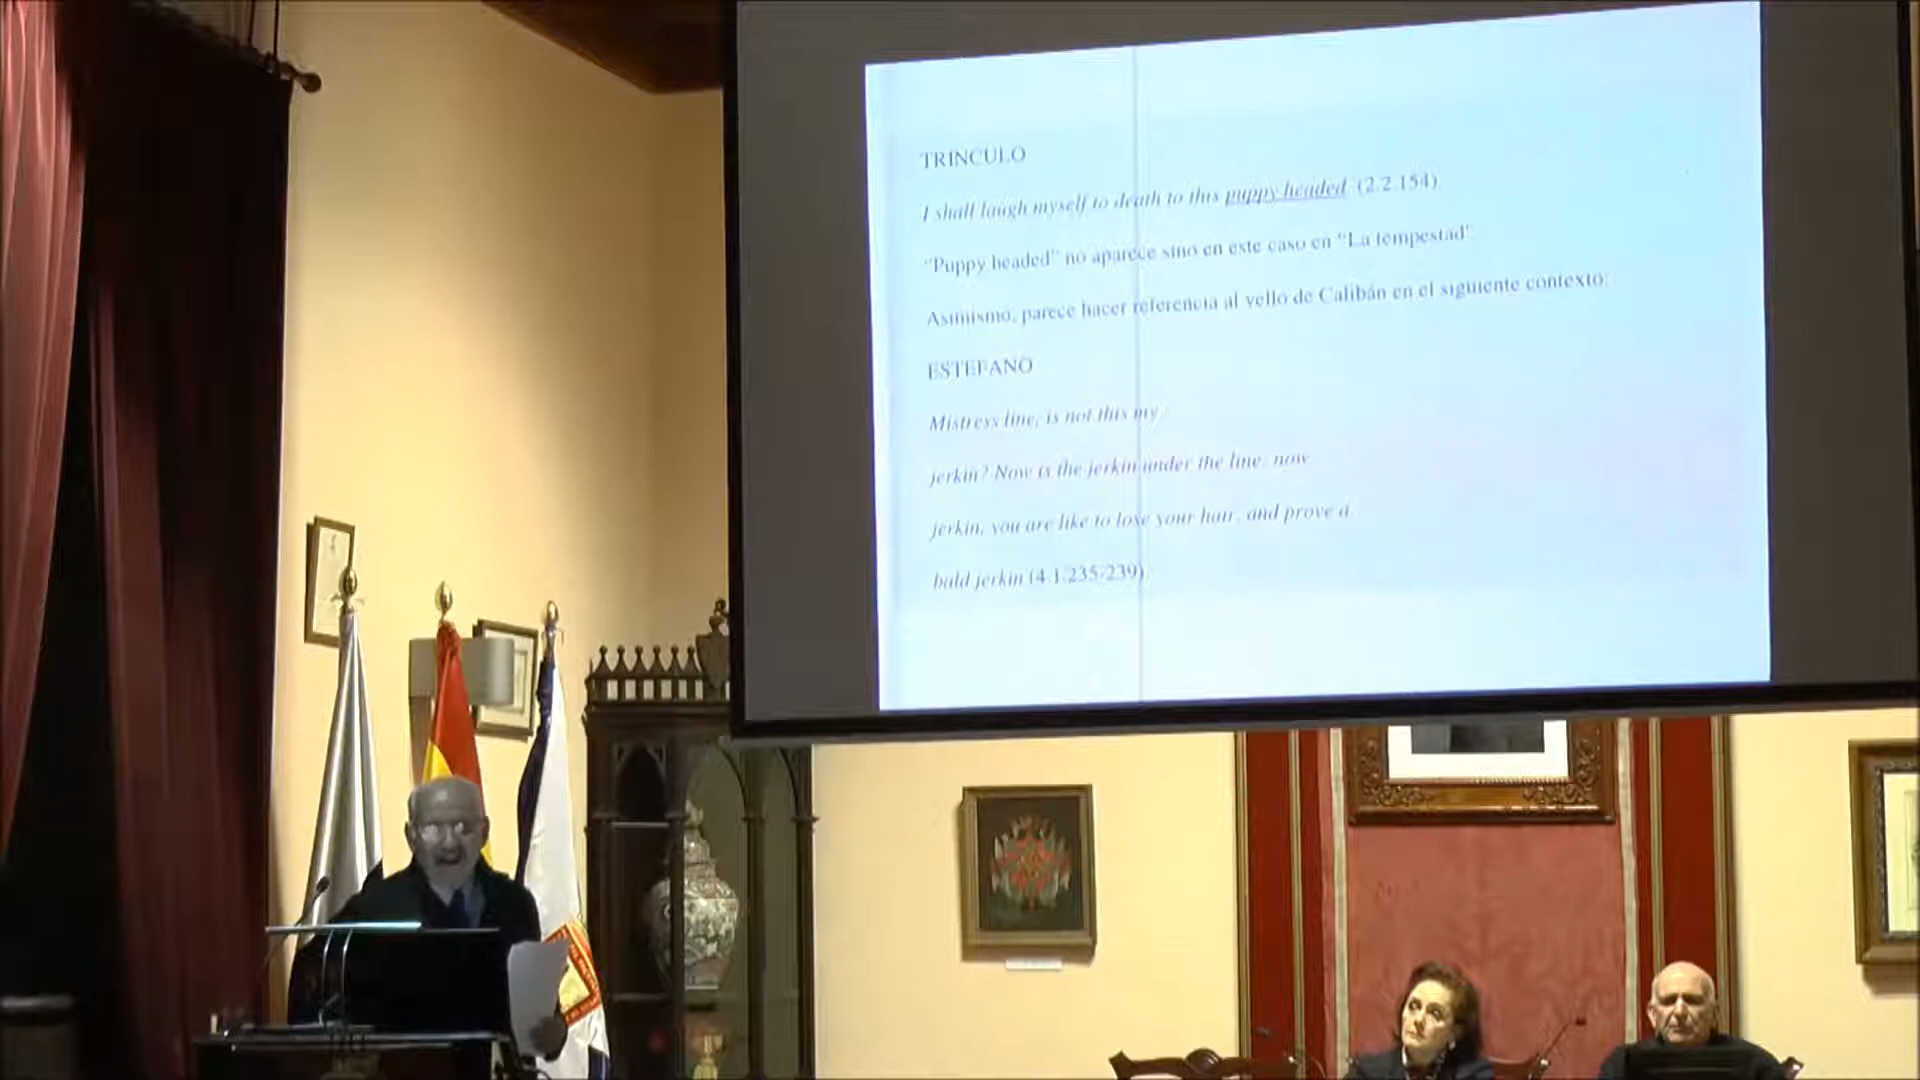 TRINCULO
I shall laugh myself to death to this puppy headed. (2.2.154)
“Puppy headed” no aparece sino en este caso en “La tempestad”
Asimismo, parece hacer referencia al vello de Calibán en el siguiente contexto:
ESTEFANO
Mistress line, is not this my
jerkin? Now is the jerkin under the line. now
jerkin, you are like to lose your hair, and prove a
bald jerkin (4.1.235-239).